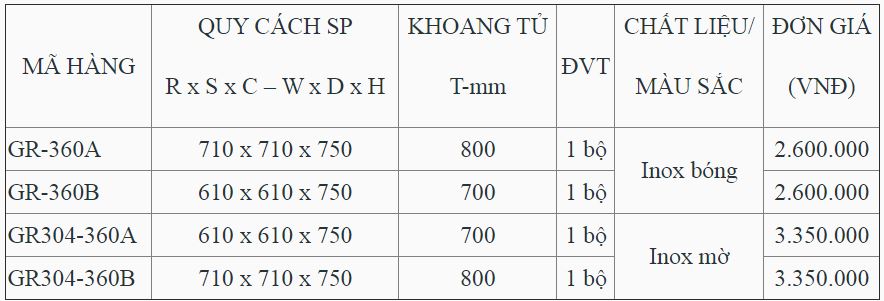 MÃ HÀNG
QUY CÁCH SP
R x S x C – W x D x H
KHOANG TỦ
T-mm
ĐVT
CHẤT LIỆU/
MÀU SẮC
ĐƠN GIÁ
(VNĐ)
GR-360A 710 x 710 x 750 800 1 bộ Inox bóng 2.600.000
GR-360B 610 x 610 x 750 700 1 bộ 2.600.000
GR304-360A 610 x 610 x 750 700 1 bộ Inox mờ 3.350.000
GR304-360B 710 x 710 x 750 800 1 bộ 3.350.000